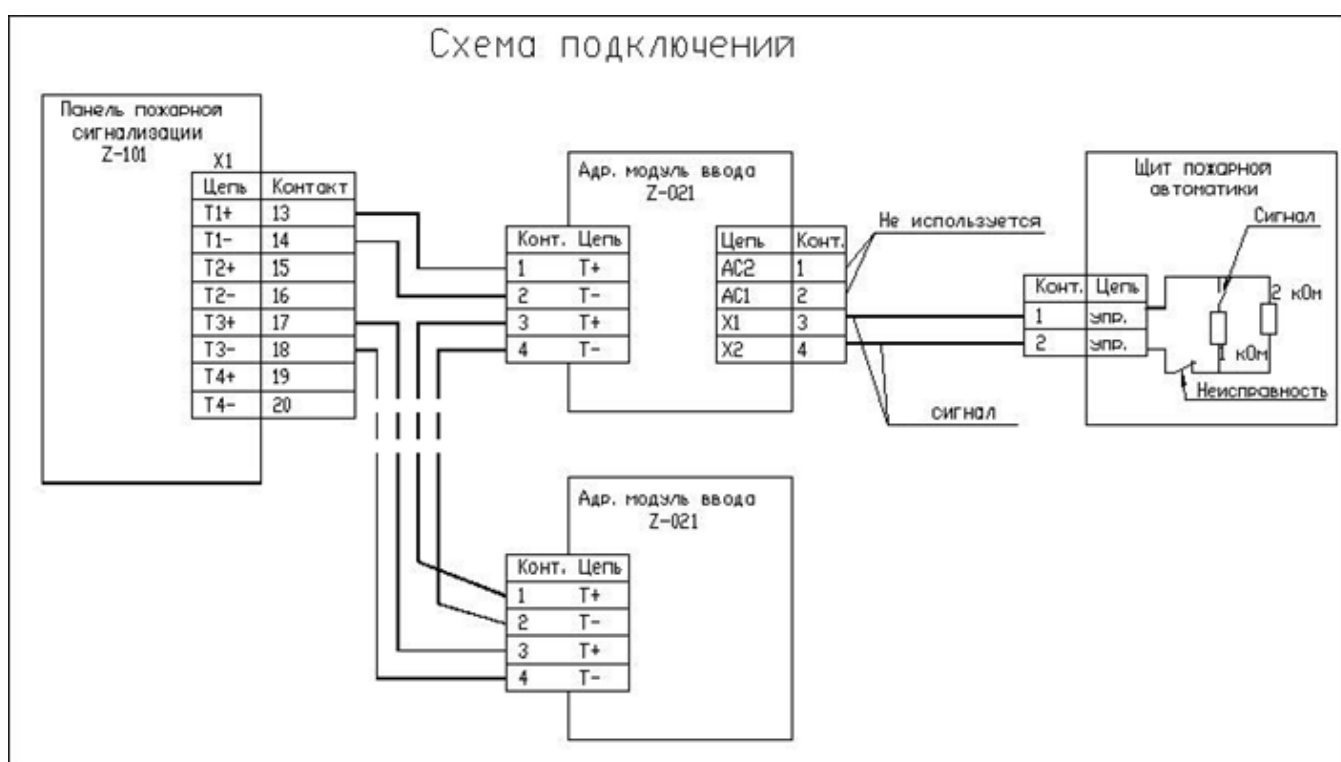 Схема подключений
Панель пожарной
сигнализации
Z-101
X1
Цепь Контакт
T1+ 13
T1- 14
T2+ 15
T2- 16
T3+ 17
T3- 18
T4+ 19
T4- 20
Адр. модуль ввода
Z-021
Конт. Цепь
1 T+
2 T-
3 T+
4 T-
Цепь Конт.
AC2 1
AC1 2
X1 3
X2 4
Не используется
сигнал
Щит пожарной
автоматики
Сигнал
Конт. Цепь
1 упр.
2 упр.
2 кОм
1 кОм
Неисправность
Адр. модуль ввода
Z-021
Конт. Цепь
1 T+
2 T-
3 T+
4 T-